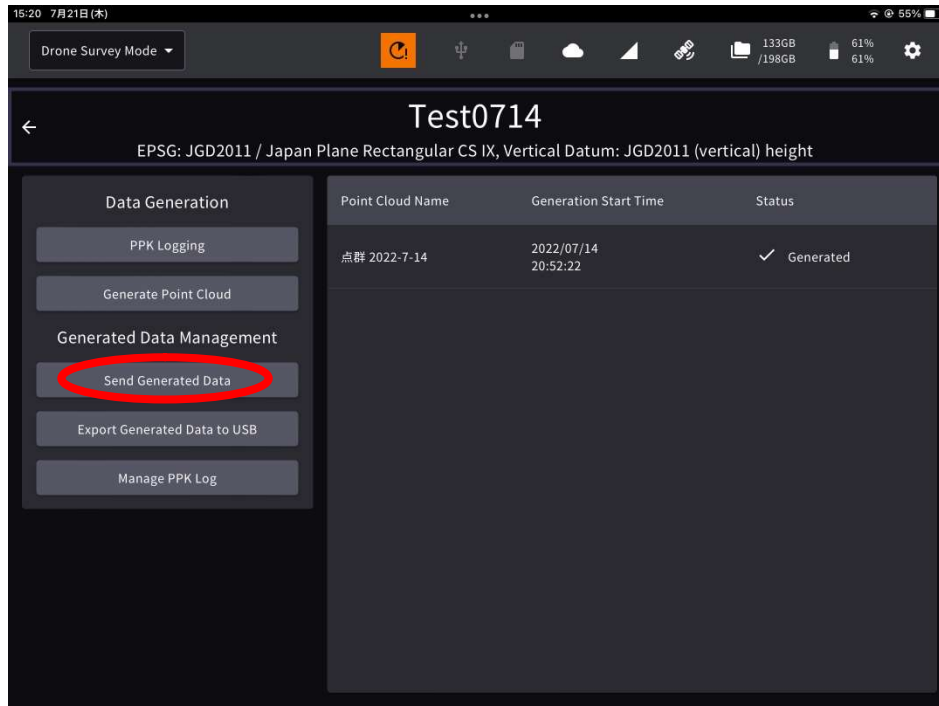 15:20 7月21日(木)
55%
Drone Survey Mode
133GB
/198GB
61%
61%
Test0714
EPSG: JGD2011 / Japan Plane Rectangular CS IX, Vertical Datum: JGD2011 (vertical) height
Data Generation
PPK Logging
Generate Point Cloud
Generated Data Management
Send Generated Data
Export Generated Data to USB
Manage PPK Log
Point Cloud Name Generation Start Time Status
点群 2022-7-14
2022/07/14
20:52:22
Generated